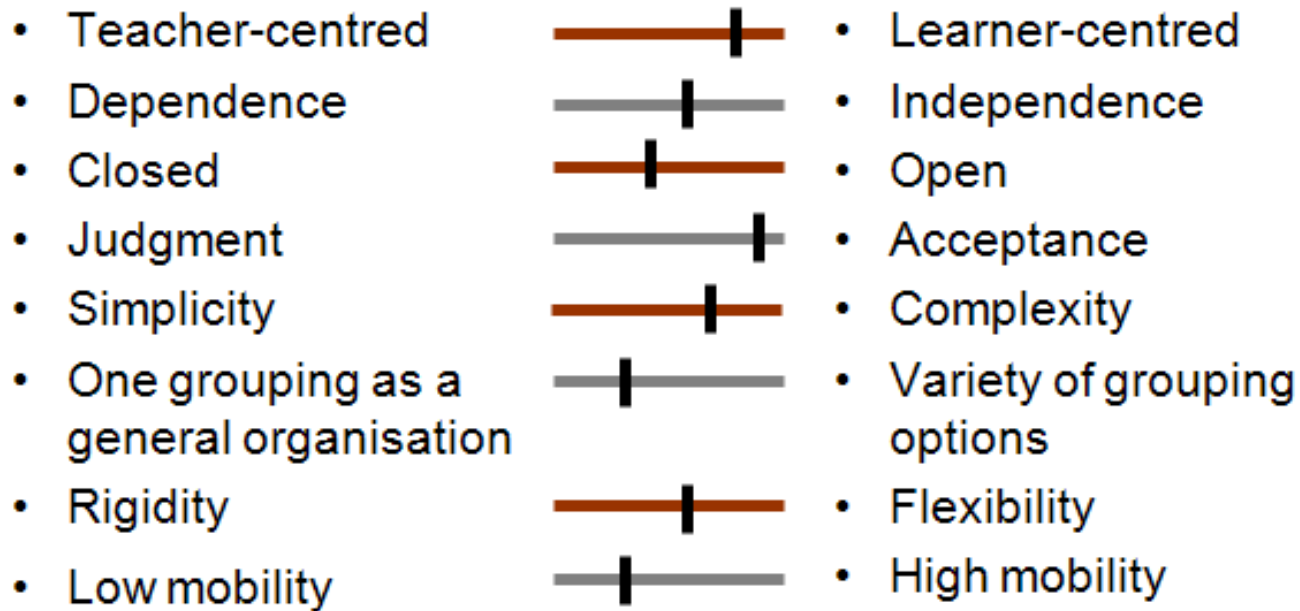 • Teacher-centred • Learner-centred
• Dependence • Independence
• Closed • Open
• Judgment • Acceptance
• Simplicity • Complexity
• One grouping as a • Variety of grouping
general organisation options
• Rigidity • Flexibility
• Low mobility • High mobility